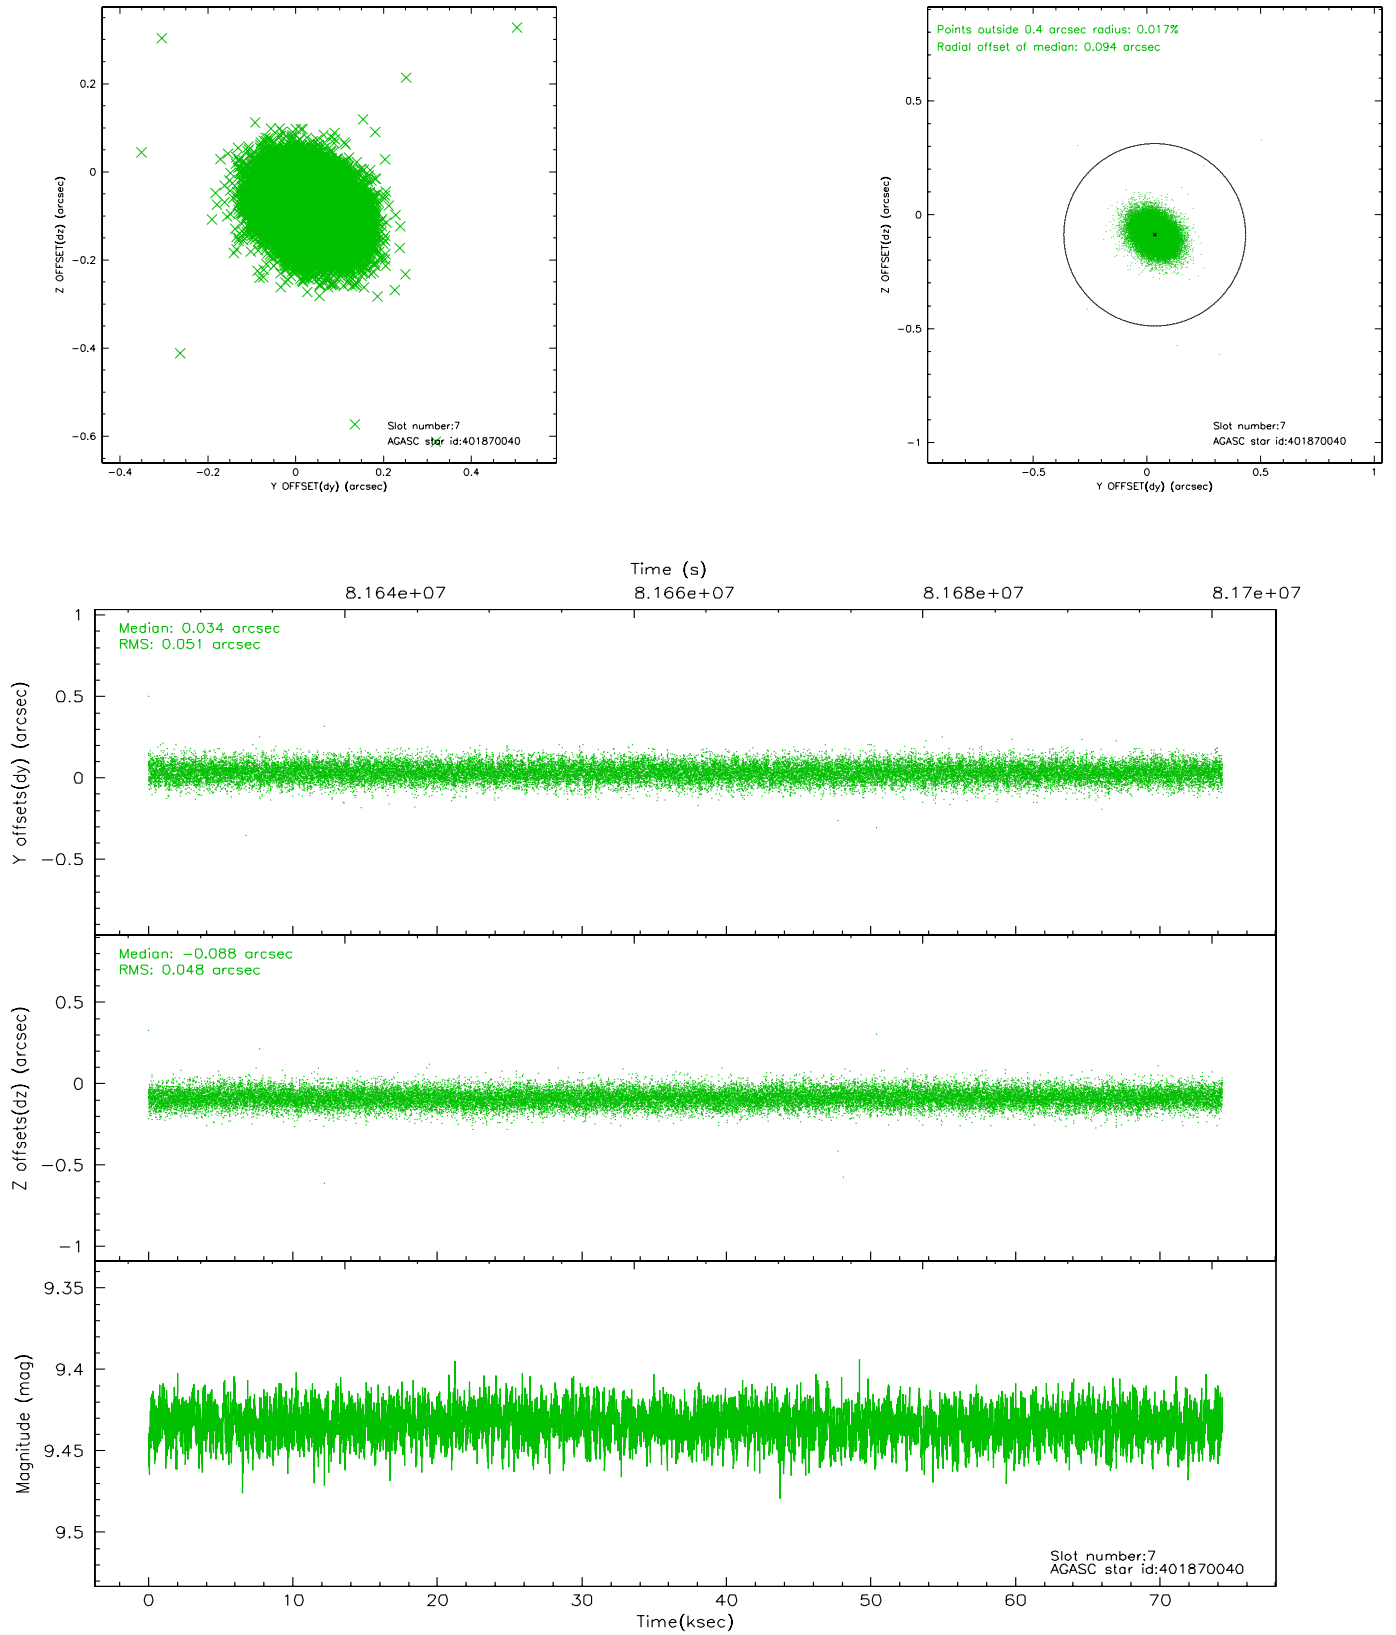 0.2
0
−0.2
−0.4
−0.6
Z OFFSET(dz) (arcsec)
Slot number:7
AGASC star id:401870040
−0.4
−0.2
0
0.2
0.4
Y OFFSET(dy) (arcsec)
Points outside 0.4 arcsec radius: 0.017%
Radial offset of median: 0.094 arcsec
0.5
0
−0.5
−1
Z OFFSET(dz) (arcsec)
Slot number:7
AGASC star id:401870040
−0.5
0
0.5
1
Y OFFSET(dy) (arcsec)
Time (s)
8.164e+07
8.166e+07
8.168e+07
8.17e+07
Median: 0.034 arcsec
RMS: 0.051 arcsec
1
0.5
0
−0.5
Y offsets(dy) (arcsec)
Median: −0.088 arcsec
RMS: 0.048 arcsec
0.5
0
−0.5
−1
Z offsets(dz) (arcsec)
9.35
9.4
9.45
9.5
Magnitude (mag)
Slot number:7
AGASC star id:401870040
0
10
20
30
40
50
60
70
Time(ksec)